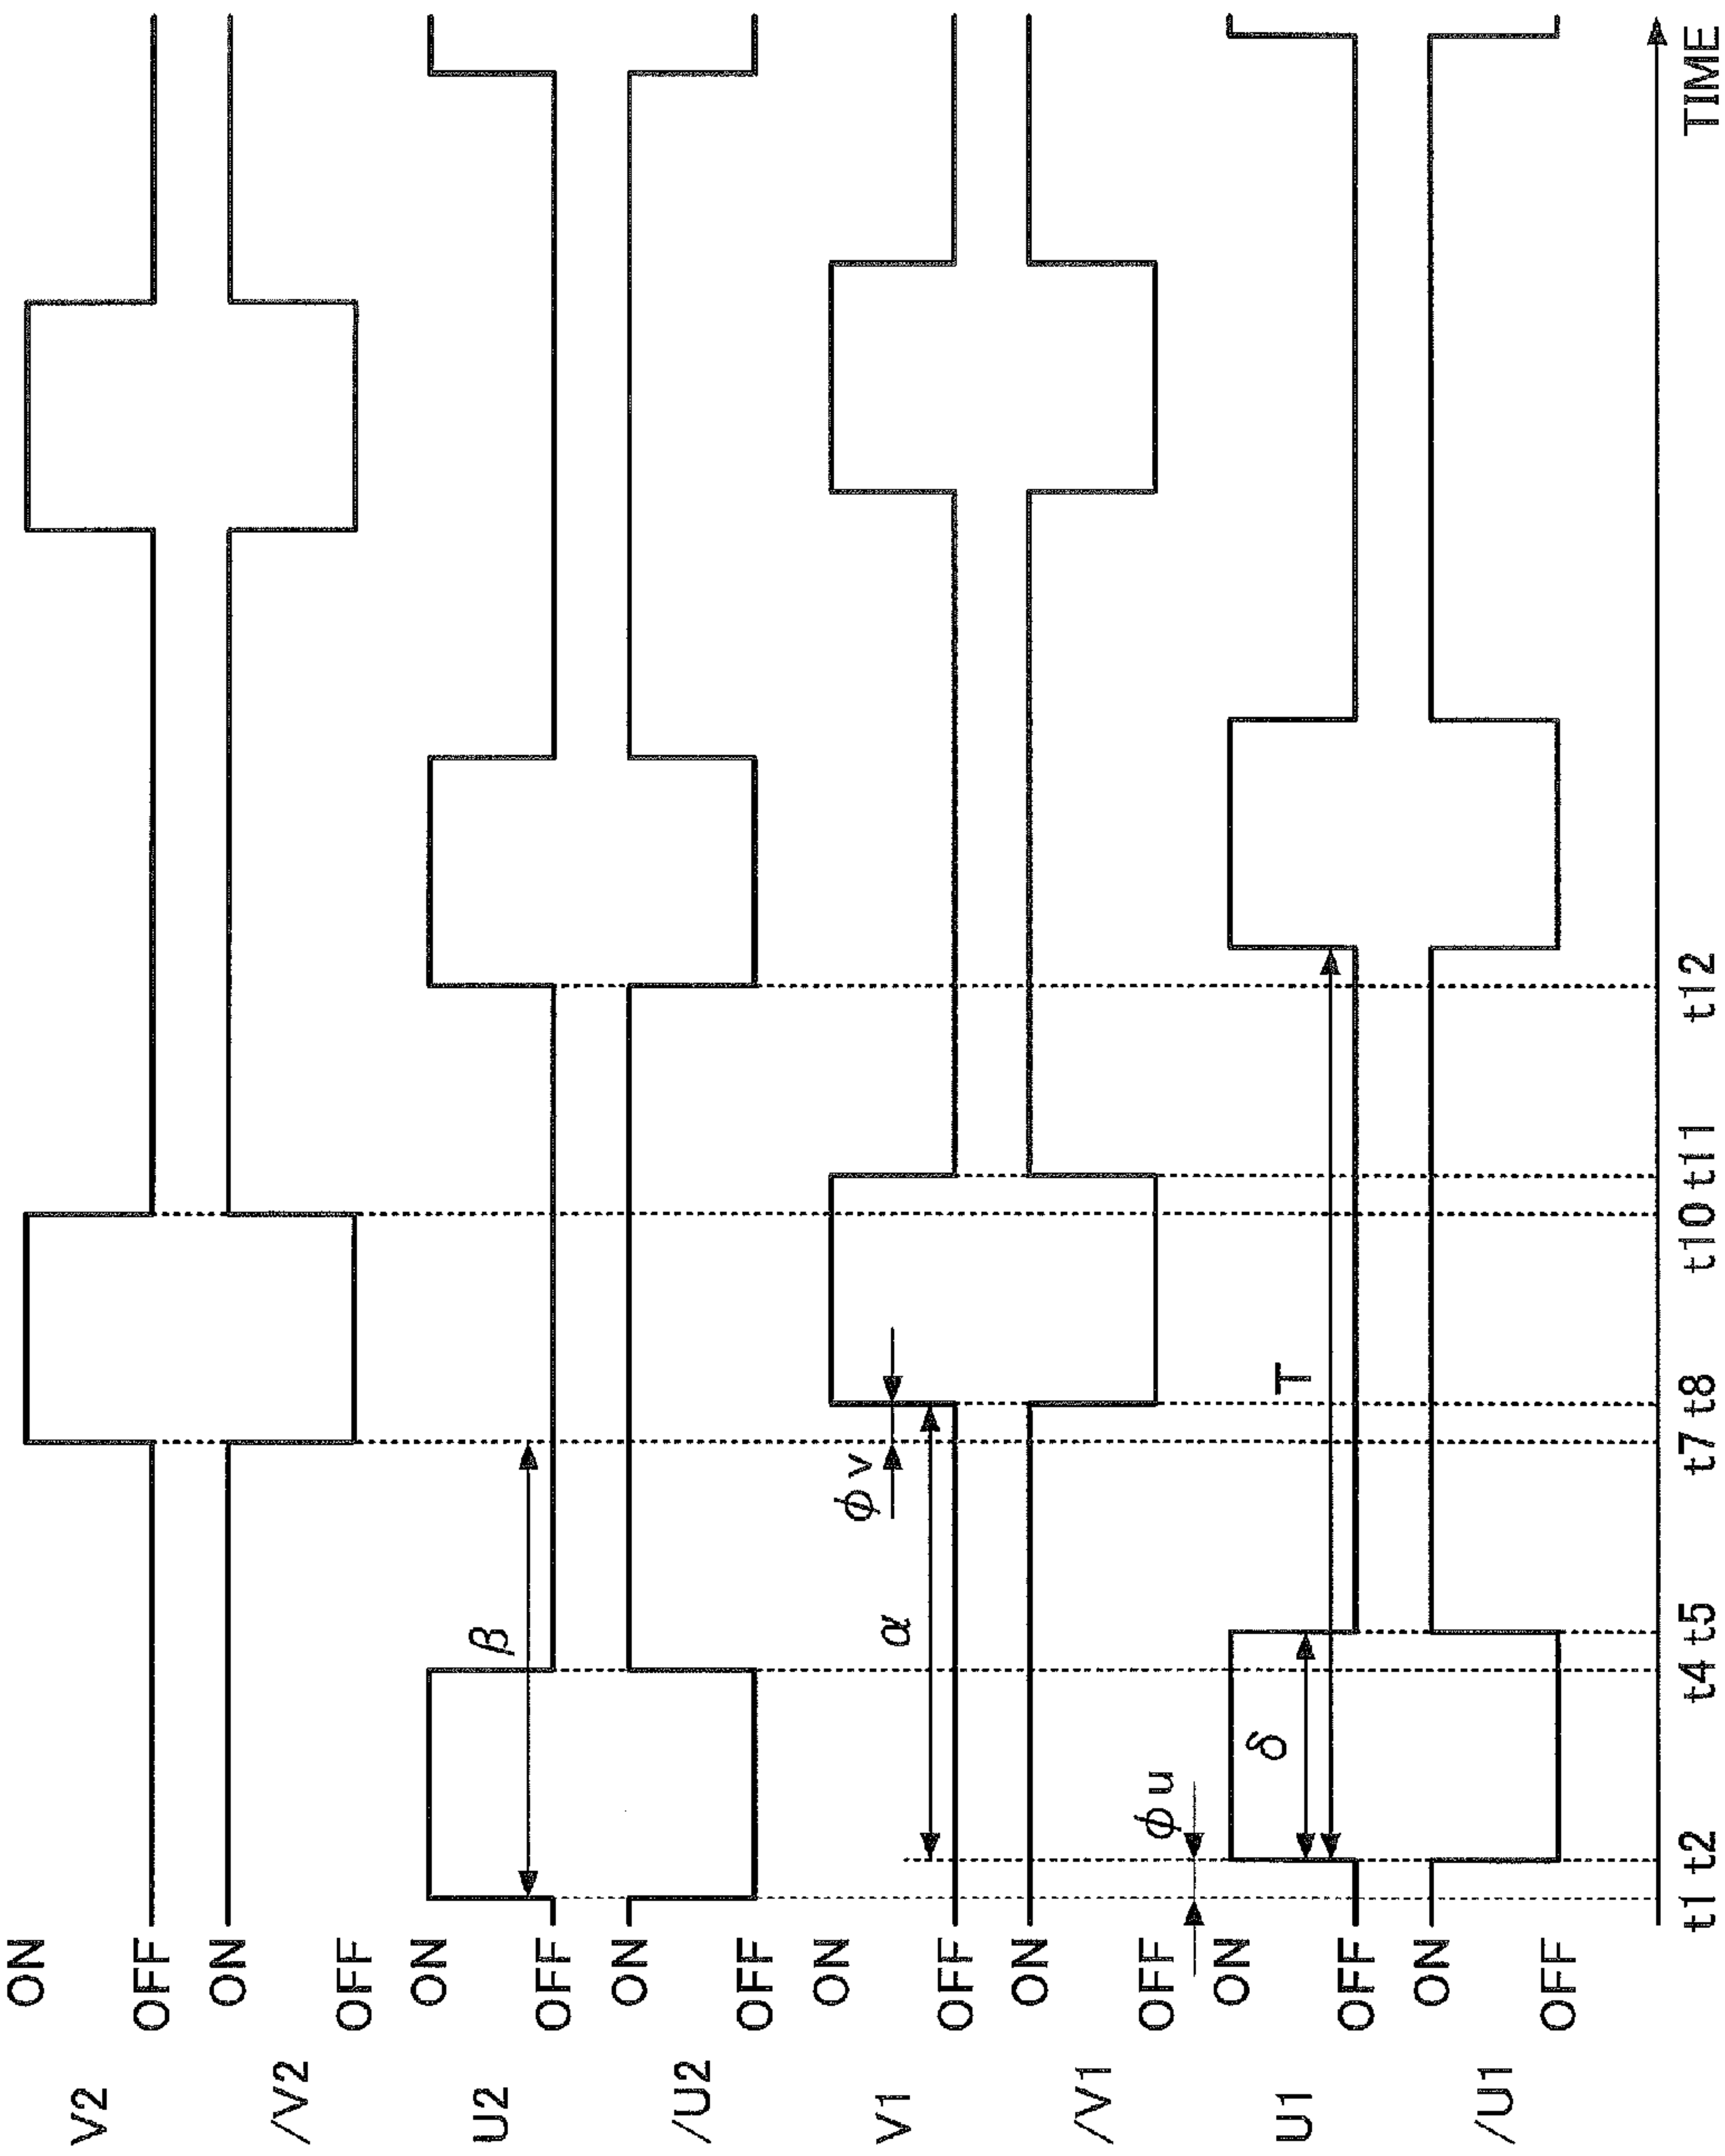 V2
ON
OFF
/V2
ON
OFF
U2
ON
OFF
β
/U2
ON
OFF
V1
ON
OFF
ϕv
α
/V1
ON
OFF
ϕu
U1
ON
OFF
δ
T
/U1
ON
OFF
t1 t2 t4 t5 t7 t8 t10 t11 t12 TIME